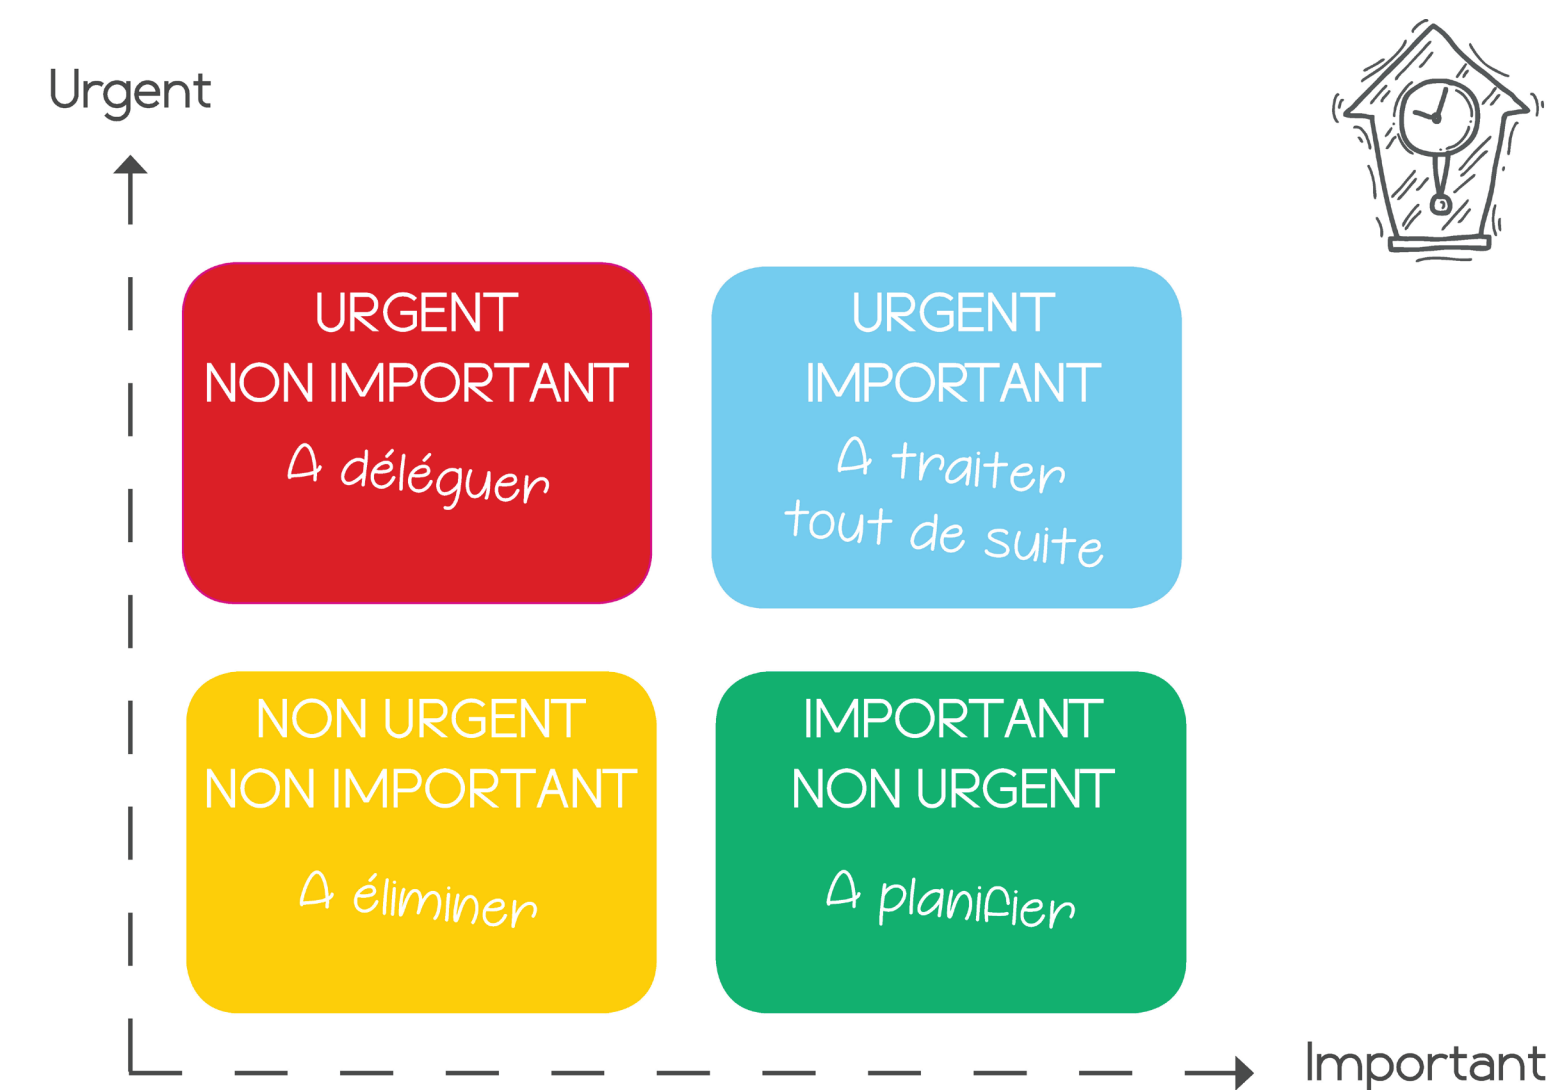 Urgent
URGENT
NON IMPORTANT
A déléguer
URGENT
IMPORTANT
A traiter
tout de suite
NON URGENT
NON IMPORTANT
A éliminer
IMPORTANT
NON URGENT
A planifier
Important